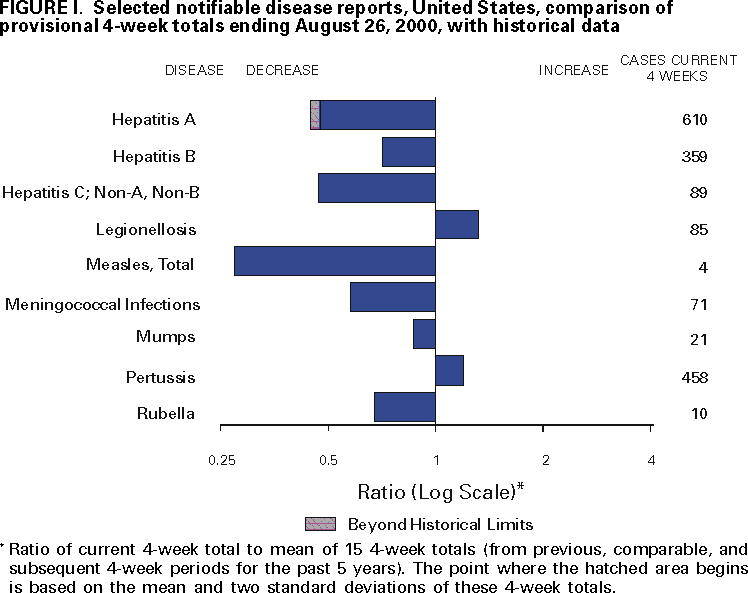 FIGURE I. Selected notifiable disease reports, United States, comparison of
provisional 4-week totals ending August 26, 2000, with historical data
DISEASE DECREASE INCREASE CASES CURRENT
4 WEEKS
Hepatitis A 610
Hepatitis B 359
Hepatitis C; Non-A, Non-B 89
Legionellosis 85
Measles, Total 4
Meningococcal Infections 71
Mumps 21
Pertussis 458
Rubella 10
0.25 0.5 1 2 4
Ratio (Log Scale)*
Beyond Historical Limits
* Ratio of current 4-week total to mean of 15 4-week totals (from previous, comparable, and
subsequent 4-week periods for the past 5 years). The point where the hatched area begins
is based on the mean and two standard deviations of these 4-week totals.